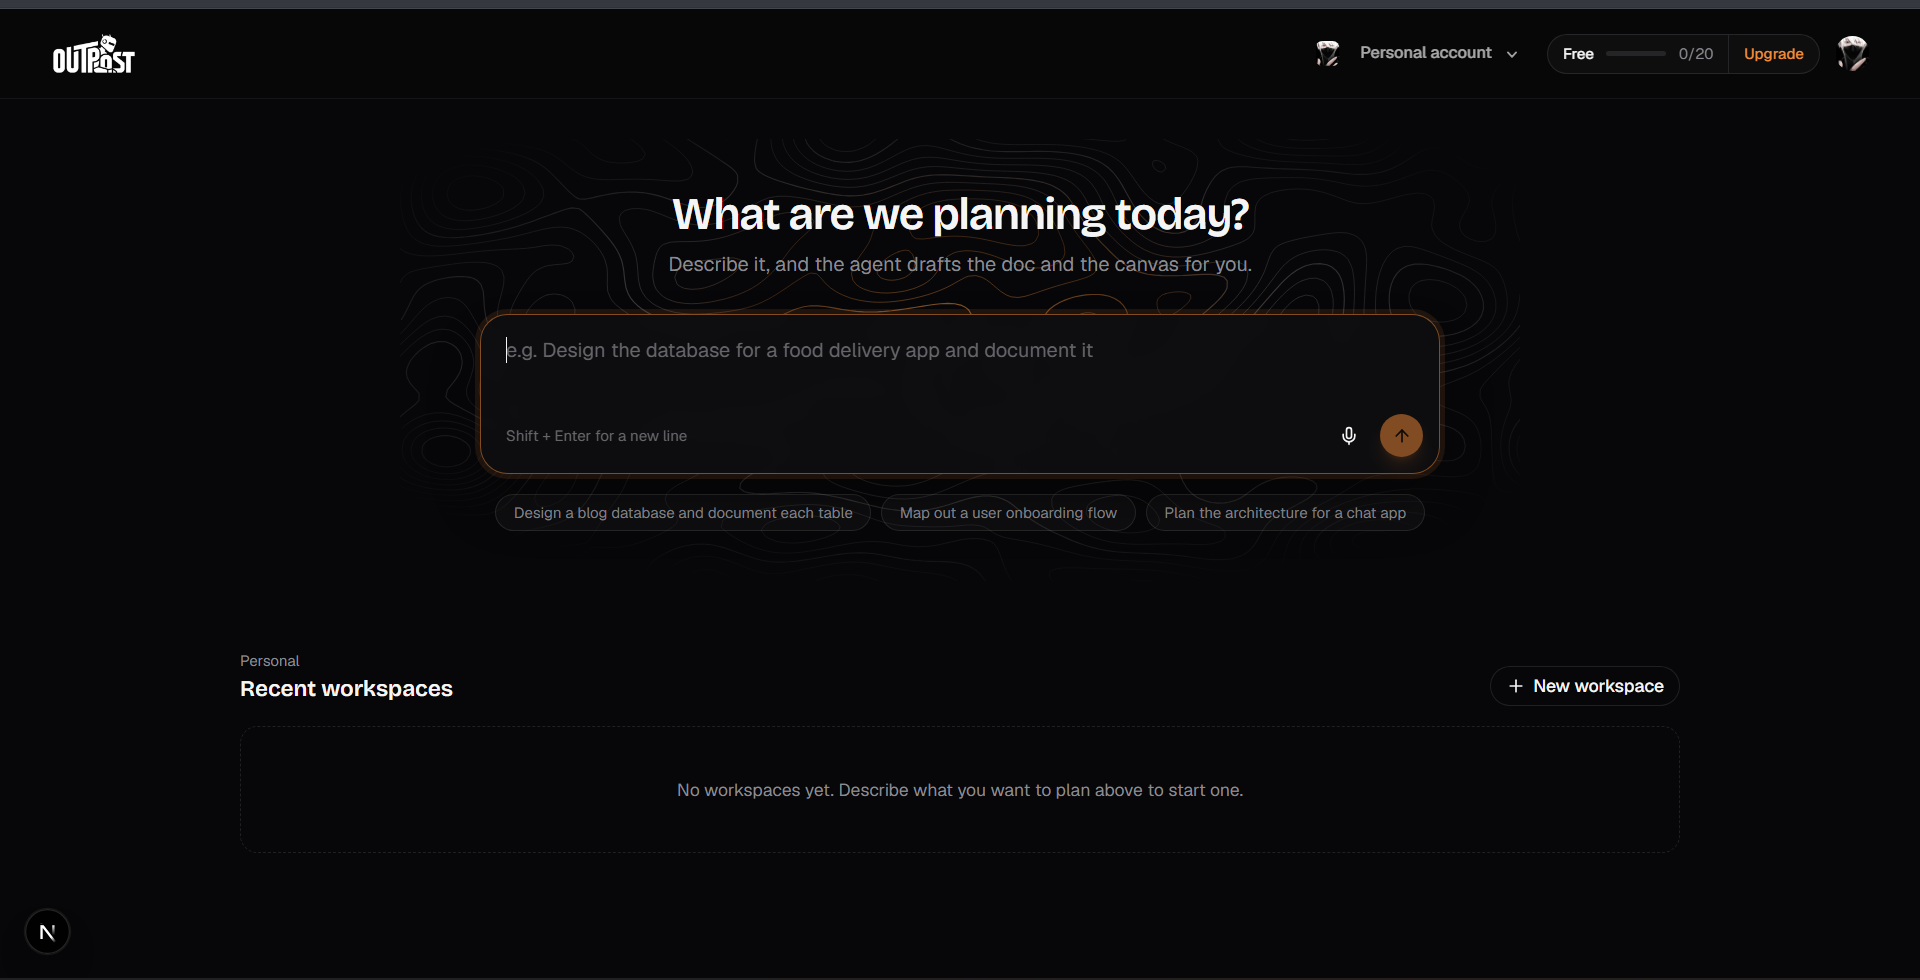 OUTPOST
Personal account
Free 0/20 Upgrade
What are we planning today?
Describe it, and the agent drafts the doc and the canvas for you.
e.g. Design the database for a food delivery app and document it
Shift + Enter for a new line
Design a blog database and document each table
Map out a user onboarding flow
Plan the architecture for a chat app
Personal
Recent workspaces
New workspace
No workspaces yet. Describe what you want to plan above to start one.
N